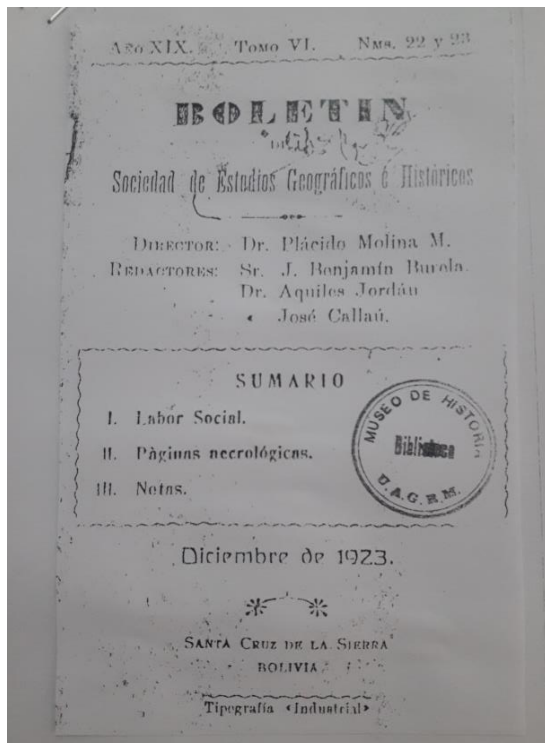 Año XIX. Tomo VI. Nms. 22 y 23
BOLETIN
Sociedad de Estudios Geográficos é Históricos
DIRECTOR: Dr. Plácido Molina M.
REDACTORES: Sr. J. Benjamín Burela.
Dr. Aquiles Jordán
« José Callaú.
SUMARIO
I. Labor Social.
II. Pàginas necrológicas.
III. Notas.
MUSEO DE HISTORIA
Biblioteca
U.A.G.R.M.
Diciembre de 1923.
SANTA CRUZ DE LA SIERRA
BOLIVIA
Tipografía «Industrial»